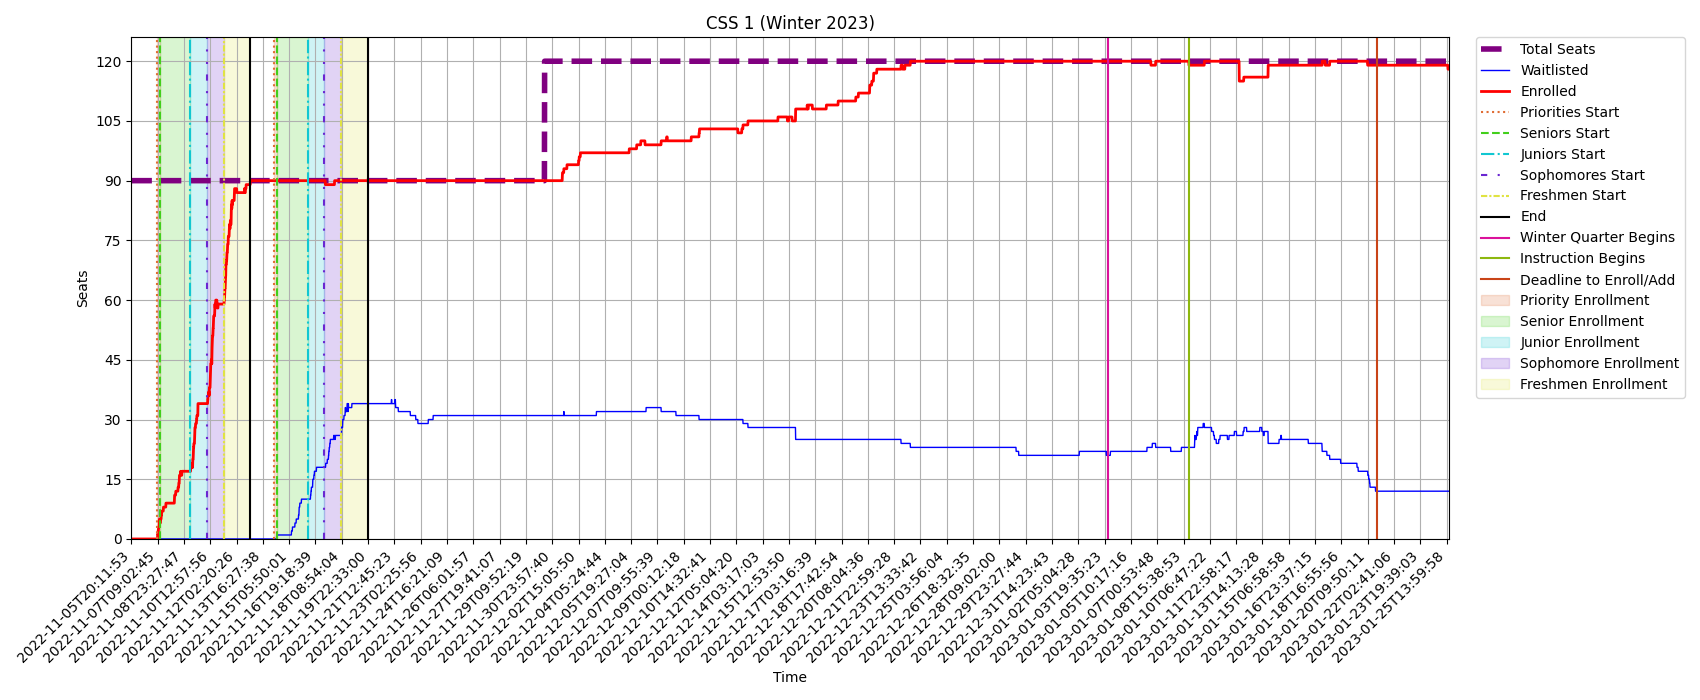 CSS 1 (Winter 2023)
Seats
120
105
90
75
60
45
30
15
0
2022-11-05T20:11:53
2022-11-07T09:02:45
2022-11-08T23:27:47
2022-11-10T12:57:56
2022-11-12T02:20:26
2022-11-13T16:27:38
2022-11-15T05:50:01
2022-11-16T19:18:39
2022-11-18T08:54:04
2022-11-19T22:33:00
2022-11-21T12:45:23
2022-11-23T02:25:56
2022-11-24T16:21:09
2022-11-26T06:01:57
2022-11-27T19:41:07
2022-11-29T09:52:19
2022-11-30T23:57:40
2022-12-02T15:05:50
2022-12-04T05:24:44
2022-12-05T19:27:04
2022-12-07T09:55:39
2022-12-09T00:12:18
2022-12-10T14:32:41
2022-12-12T05:04:20
2022-12-13T03:17:03
2022-12-15T12:53:50
2022-12-17T03:16:39
2022-12-18T17:42:54
2022-12-20T08:04:36
2022-12-21T22:59:28
2022-12-23T13:33:42
2022-12-25T03:56:04
2022-12-26T18:32:35
2022-12-28T09:02:00
2022-12-29T23:27:44
2022-12-31T14:23:43
2023-01-02T05:04:28
2023-01-03T19:35:23
2023-01-05T10:17:16
2023-01-07T00:53:48
2023-01-08T15:38:53
2023-01-10T06:47:22
2023-01-11T22:58:17
2023-01-13T14:13:28
2023-01-15T06:58:58
2023-01-16T23:37:15
2023-01-18T16:55:56
2023-01-20T09:50:11
2023-01-22T02:41:06
2023-01-23T19:39:03
2023-01-25T13:59:58
Time
Total Seats
Waitlisted
Enrolled
Priorities Start
Seniors Start
Juniors Start
Sophomores Start
Freshmen Start
End
Winter Quarter Begins
Instruction Begins
Deadline to Enroll/Add
Priority Enrollment
Senior Enrollment
Junior Enrollment
Sophomore Enrollment
Freshmen Enrollment